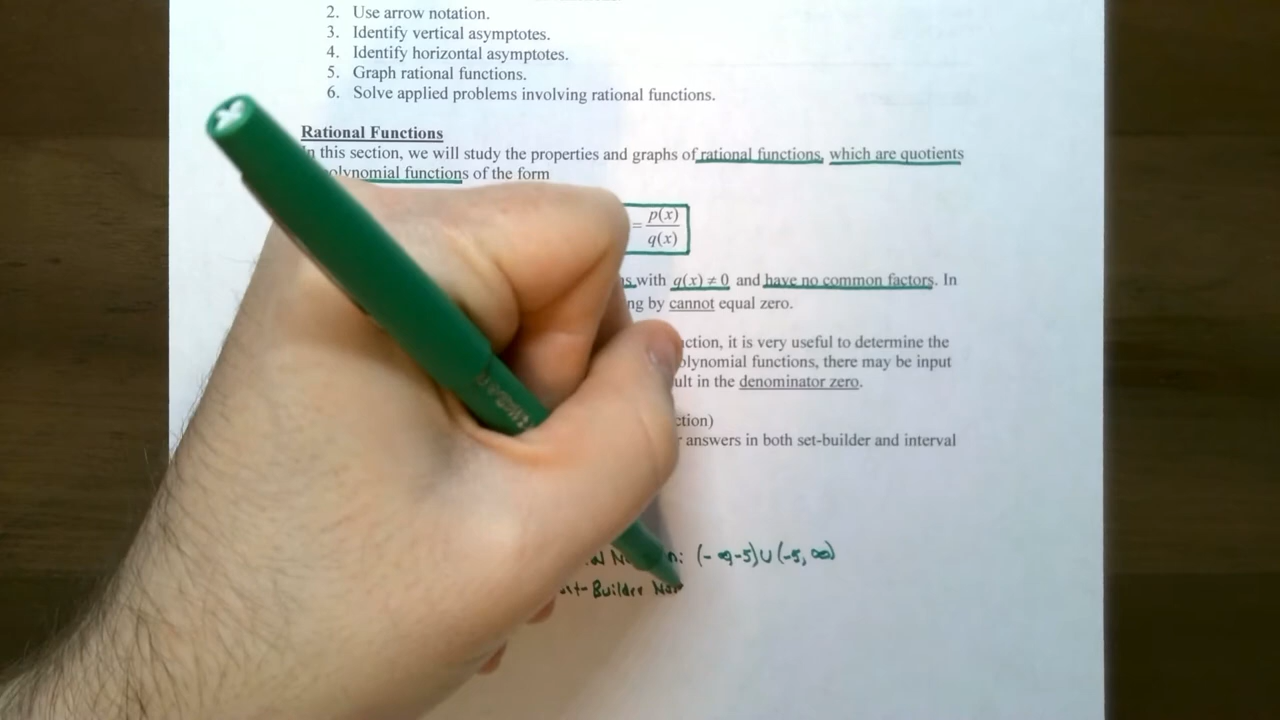 2. Use arrow notation.
3. Identify vertical asymptotes.
4. Identify horizontal asymptotes.
5. Graph rational functions.
6. Solve applied problems involving rational functions.
Rational Functions
In this section, we will study the properties and graphs of rational functions, which are quotients
polynomial functions of the form
= p(x)/q(x)
with q(x) ≠ 0 and have no common factors. In
by cannot equal zero.
it is very useful to determine the
functions, there may be input
in the denominator zero.
answers in both set-builder and interval
(-∞,-5)∪(-5,∞)
Builder